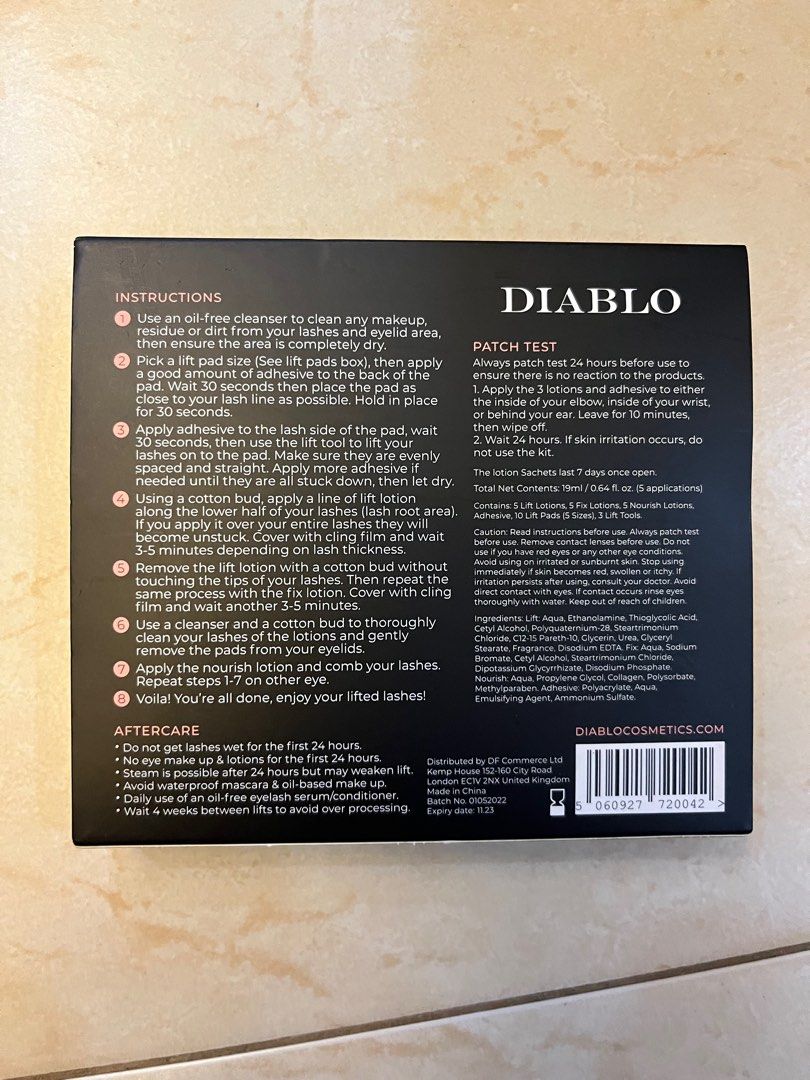 INSTRUCTIONS
1 Use an oil-free cleanser to clean any makeup,
residue or dirt from your lashes and eyelid area,
then ensure the area is completely dry.
2 Pick a lift pad size (See lift pads box), then apply
a good amount of adhesive to the back of the
pad. Wait 30 seconds then place the pad as
close to your lash line as possible. Hold in place
for 30 seconds.
3 Apply adhesive to the lash side of the pad, wait
30 seconds, then use the lift tool to lift your
lashes on to the pad. Make sure they are evenly
spaced and straight. Apply more adhesive if
needed until they are all stuck down, then let dry.
4 Using a cotton bud, apply a line of lift lotion
along the lower half of your lashes (lash root area).
If you apply it over your entire lashes they will
become unstuck. Cover with cling film and wait
3-5 minutes depending on lash thickness.
5 Remove the lift lotion with a cotton bud without
touching the tips of your lashes. Then repeat the
same process with the fix lotion. Cover with cling
film and wait another 3-5 minutes.
6 Use a cleanser and a cotton bud to thoroughly
clean your lashes of the lotions and gently
remove the pads from your eyelids.
7 Apply the nourish lotion and comb your lashes.
Repeat steps 1-7 on other eye.
8 Voila! You're all done, enjoy your lifted lashes!
AFTERCARE
• Do not get lashes wet for the first 24 hours.
• No eye make up & lotions for the first 24 hours.
• Steam is possible after 24 hours but may weaken lift.
• Avoid waterproof mascara & oil-based make up.
• Daily use of an oil-free eyelash serum/conditioner.
• Wait 4 weeks between lifts to avoid over processing.
DIABLO
PATCH TEST
Always patch test 24 hours before use to
ensure there is no reaction to the products.
1. Apply the 3 lotions and adhesive to either
the inside of your elbow, inside of your wrist,
or behind your ear. Leave for 10 minutes,
then wipe off.
2. Wait 24 hours. If skin irritation occurs, do
not use the kit.
The lotion Sachets last 7 days once open.
Total Net Contents: 19ml / 0.64 fl. oz. (5 applications)
Contains: 5 Lift Lotions, 5 Fix Lotions, 5 Nourish Lotions,
Adhesive, 10 Lift Pads (5 Sizes), 3 Lift Tools.
Caution: Read instructions before use. Always patch test
before use. Remove contact lenses before use. Do not
use if you have red eyes or any other eye conditions.
Avoid using on irritated or sunburnt skin. Stop using
immediately if skin becomes red, swollen or itchy. If
irritation persists after using, consult your doctor. Avoid
direct contact with eyes. If contact occurs rinse eyes
thoroughly with water. Keep out of reach of children.
Ingredients: Lift: Aqua, Ethanolamine, Thioglycolic Acid,
Cetyl Alcohol, Polyquaternium-28, Steartrimonium
Chloride, C12-15 Pareth-10, Glycerin, Urea, Glyceryl
Stearate, Fragrance, Disodium EDTA. Fix: Aqua, Sodium
Bromate, Cetyl Alcohol, Steartrimonium Chloride,
Dipotassium Glycyrrhizate, Disodium Phosphate.
Nourish: Aqua, Propylene Glycol, Collagen, Polysorbate,
Methylparaben. Adhesive: Polyacrylate, Aqua,
Emulsifying Agent, Ammonium Sulfate.
DIABLOCOSMETICS.COM
Distributed by DF Commerce Ltd
Kemp House 152-160 City Road
London EC1V 2NX United Kingdom
Made in China
Batch No. 01052022
Expiry date: 11.23
5 060927 720042 >